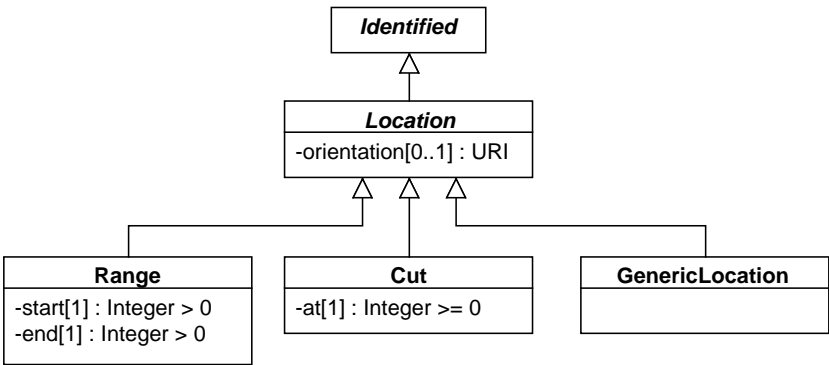 Identified
Location
-orientation[0..1] : URI
Range
-start[1] : Integer > 0
-end[1] : Integer > 0
Cut
-at[1] : Integer >= 0
GenericLocation